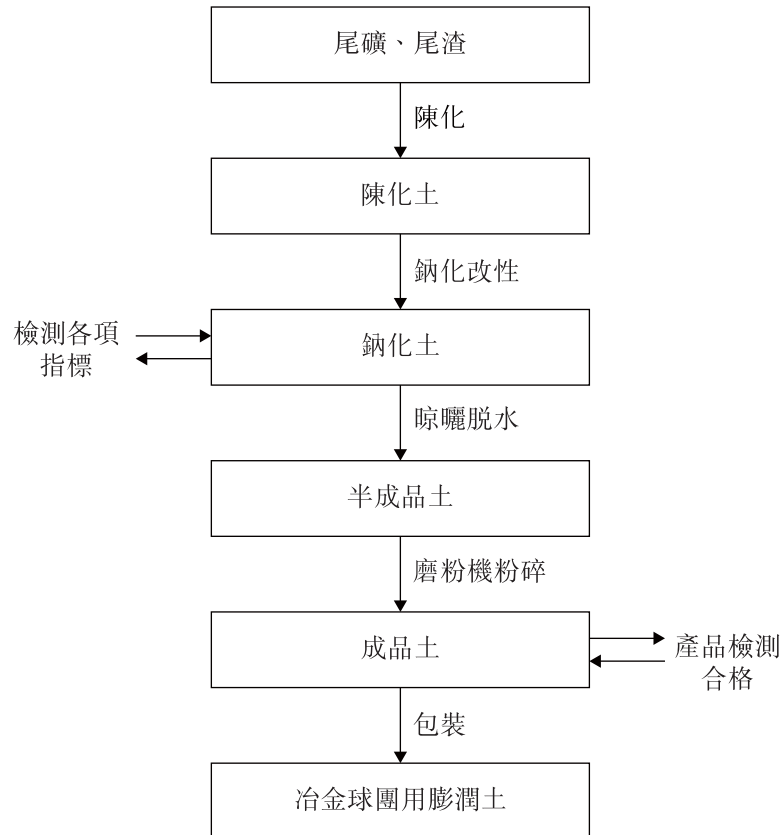 尾礦、尾渣
陳化
陳化土
鈉化改性
檢測各項
指標
鈉化土
晾曬脱水
半成品土
磨粉機粉碎
成品土
產品檢測
合格
包裝
冶金球團用膨潤土